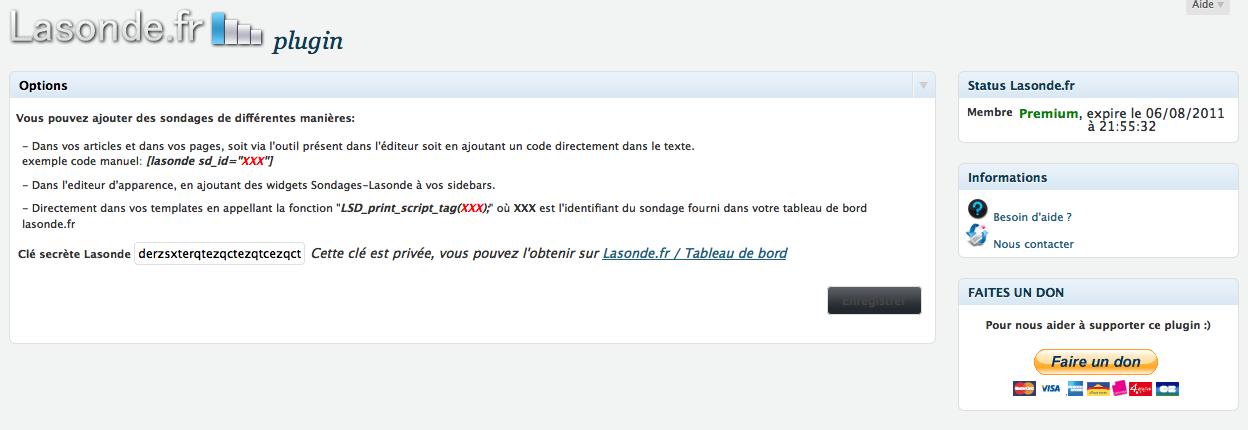 Aide
Lasonde.fr plugin
Options
Vous pouvez ajouter des sondages de différentes manières:
- Dans vos articles et dans vos pages, soit via l'outil présent dans l'éditeur soit en ajoutant un code directement dans le texte.
exemple code manuel: [lasonde sd_id="XXX"]
- Dans l'editeur d'apparence, en ajoutant des widgets Sondages-Lasonde à vos sidebars.
- Directement dans vos templates en appellant la fonction "LSD_print_script_tag(XXX);" où XXX est l'identifiant du sondage fourni dans votre tableau de bord
lasonde.fr
Clé secrète Lasonde derzsxterqtezqctezqtcezqct Cette clé est privée, vous pouvez l'obtenir sur Lasonde.fr / Tableau de bord
Enregistrer
Status Lasonde.fr
Membre Premium, expire le 06/08/2011
à 21:55:32
Informations
Besoin d'aide ?
Nous contacter
FAITES UN DON
Pour nous aider à supporter ce plugin :)
Faire un don
MasterCard VISA CB